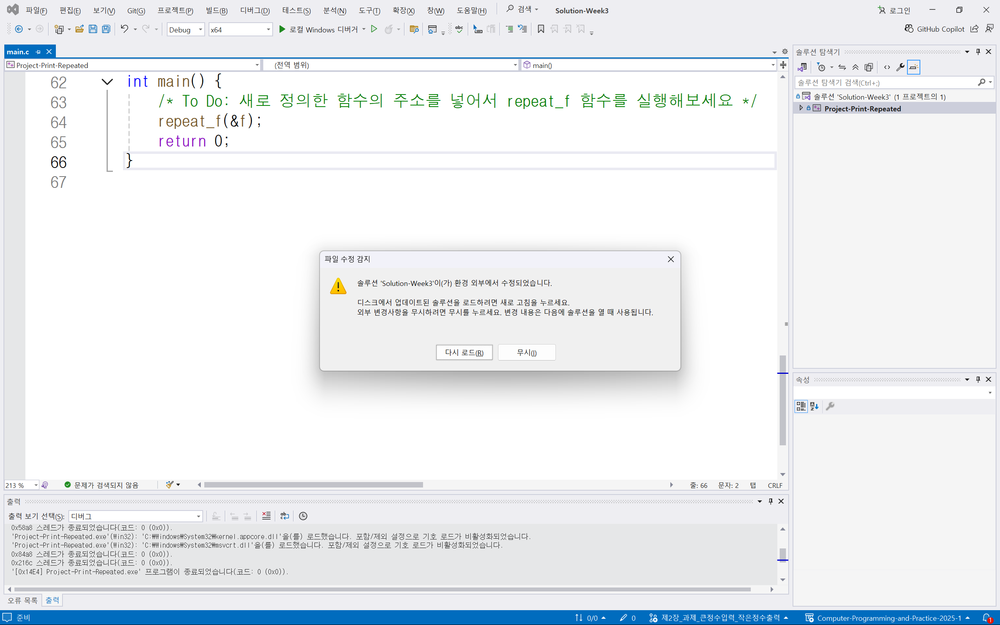 파일(F) 편집(E) 보기(V) Git(G) 프로젝트(P) 빌드(B) 디버그(D) 테스트(S) 분석(N) 도구(T) 확장(X) 창(W) 도움말(H) 검색 Solution-Week3 로그인
Debug x64 로컬 Windows 디버거 abc GitHub Copilot
main.c
Project-Print-Repeated (전역 범위) main()
62 int main() {
63 /* To Do: 새로 정의한 함수의 주소를 넣어서 repeat_f 함수를 실행해보세요 */
64 repeat_f(&f);
65 return 0;
66 }
67
파일 수정 감지
솔루션 'Solution-Week3'이(가) 환경 외부에서 수정되었습니다.
디스크에서 업데이트된 솔루션을 로드하려면 새로 고침을 누르세요.
외부 변경사항을 무시하려면 무시를 누르세요. 변경 내용은 다음에 솔루션을 열 때 사용됩니다.
다시 로드(R) 무시(I)
213 % 문제가 검색되지 않음 줄: 66 문자: 2 탭 CRLF
출력
출력 보기 선택(S): 디버그
0x58a8 스레드가 종료되었습니다(코드: 0 (0x0)).
'Project-Print-Repeated.exe'(Win32): 'C:₩Windows₩System32₩kernel.appcore.dll'을(를) 로드했습니다. 포함/제외 설정으로 기호 로드가 비활성화되었습니다.
'Project-Print-Repeated.exe'(Win32): 'C:₩Windows₩System32₩msvcrt.dll'을(를) 로드했습니다. 포함/제외 설정으로 기호 로드가 비활성화되었습니다.
0x84a8 스레드가 종료되었습니다(코드: 0 (0x0)).
0x216c 스레드가 종료되었습니다(코드: 0 (0x0)).
'[0x14E4] Project-Print-Repeated.exe' 프로그램이 종료되었습니다(코드: 0 (0x0)).
오류 목록 출력
솔루션 탐색기
솔루션 탐색기 검색(Ctrl+;)
솔루션 'Solution-Week3' (1 프로젝트의 1)
Project-Print-Repeated
속성
준비 0/0 0 제2장_과제_큰정수입력_작은정수출력 Computer-Programming-and-Practice-2025-1 1